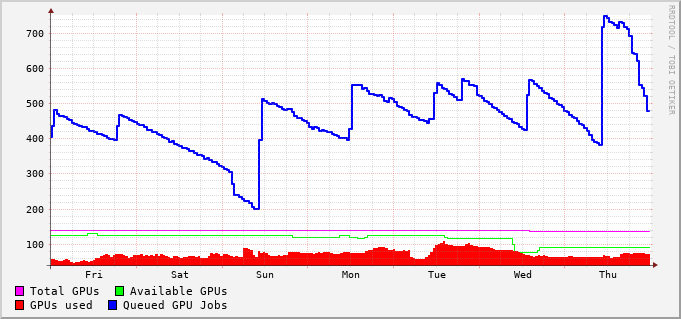 RRDTOOL / TOBI OETIKER
700
600
500
400
300
200
100
Fri Sat Sun Mon Tue Wed Thu
Total GPUs Available GPUs
GPUs used Queued GPU Jobs